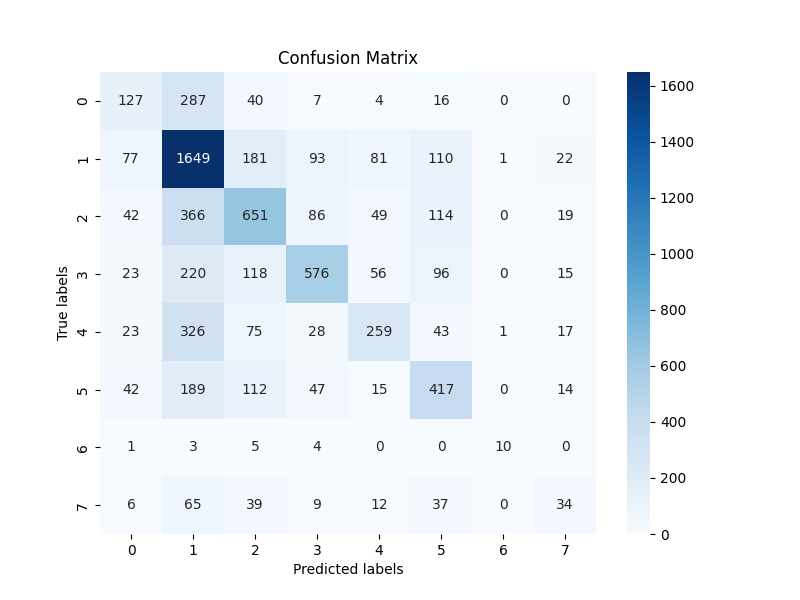 Confusion Matrix
0 127 287 40 7 4 16 0 0
1 77 1649 181 93 81 110 1 22
2 42 366 651 86 49 114 0 19
3 23 220 118 576 56 96 0 15
4 23 326 75 28 259 43 1 17
5 42 189 112 47 15 417 0 14
6 1 3 5 4 0 0 10 0
7 6 65 39 9 12 37 0 34
0 1 2 3 4 5 6 7
Predicted labels
True labels
1600
1400
1200
1000
800
600
400
200
0